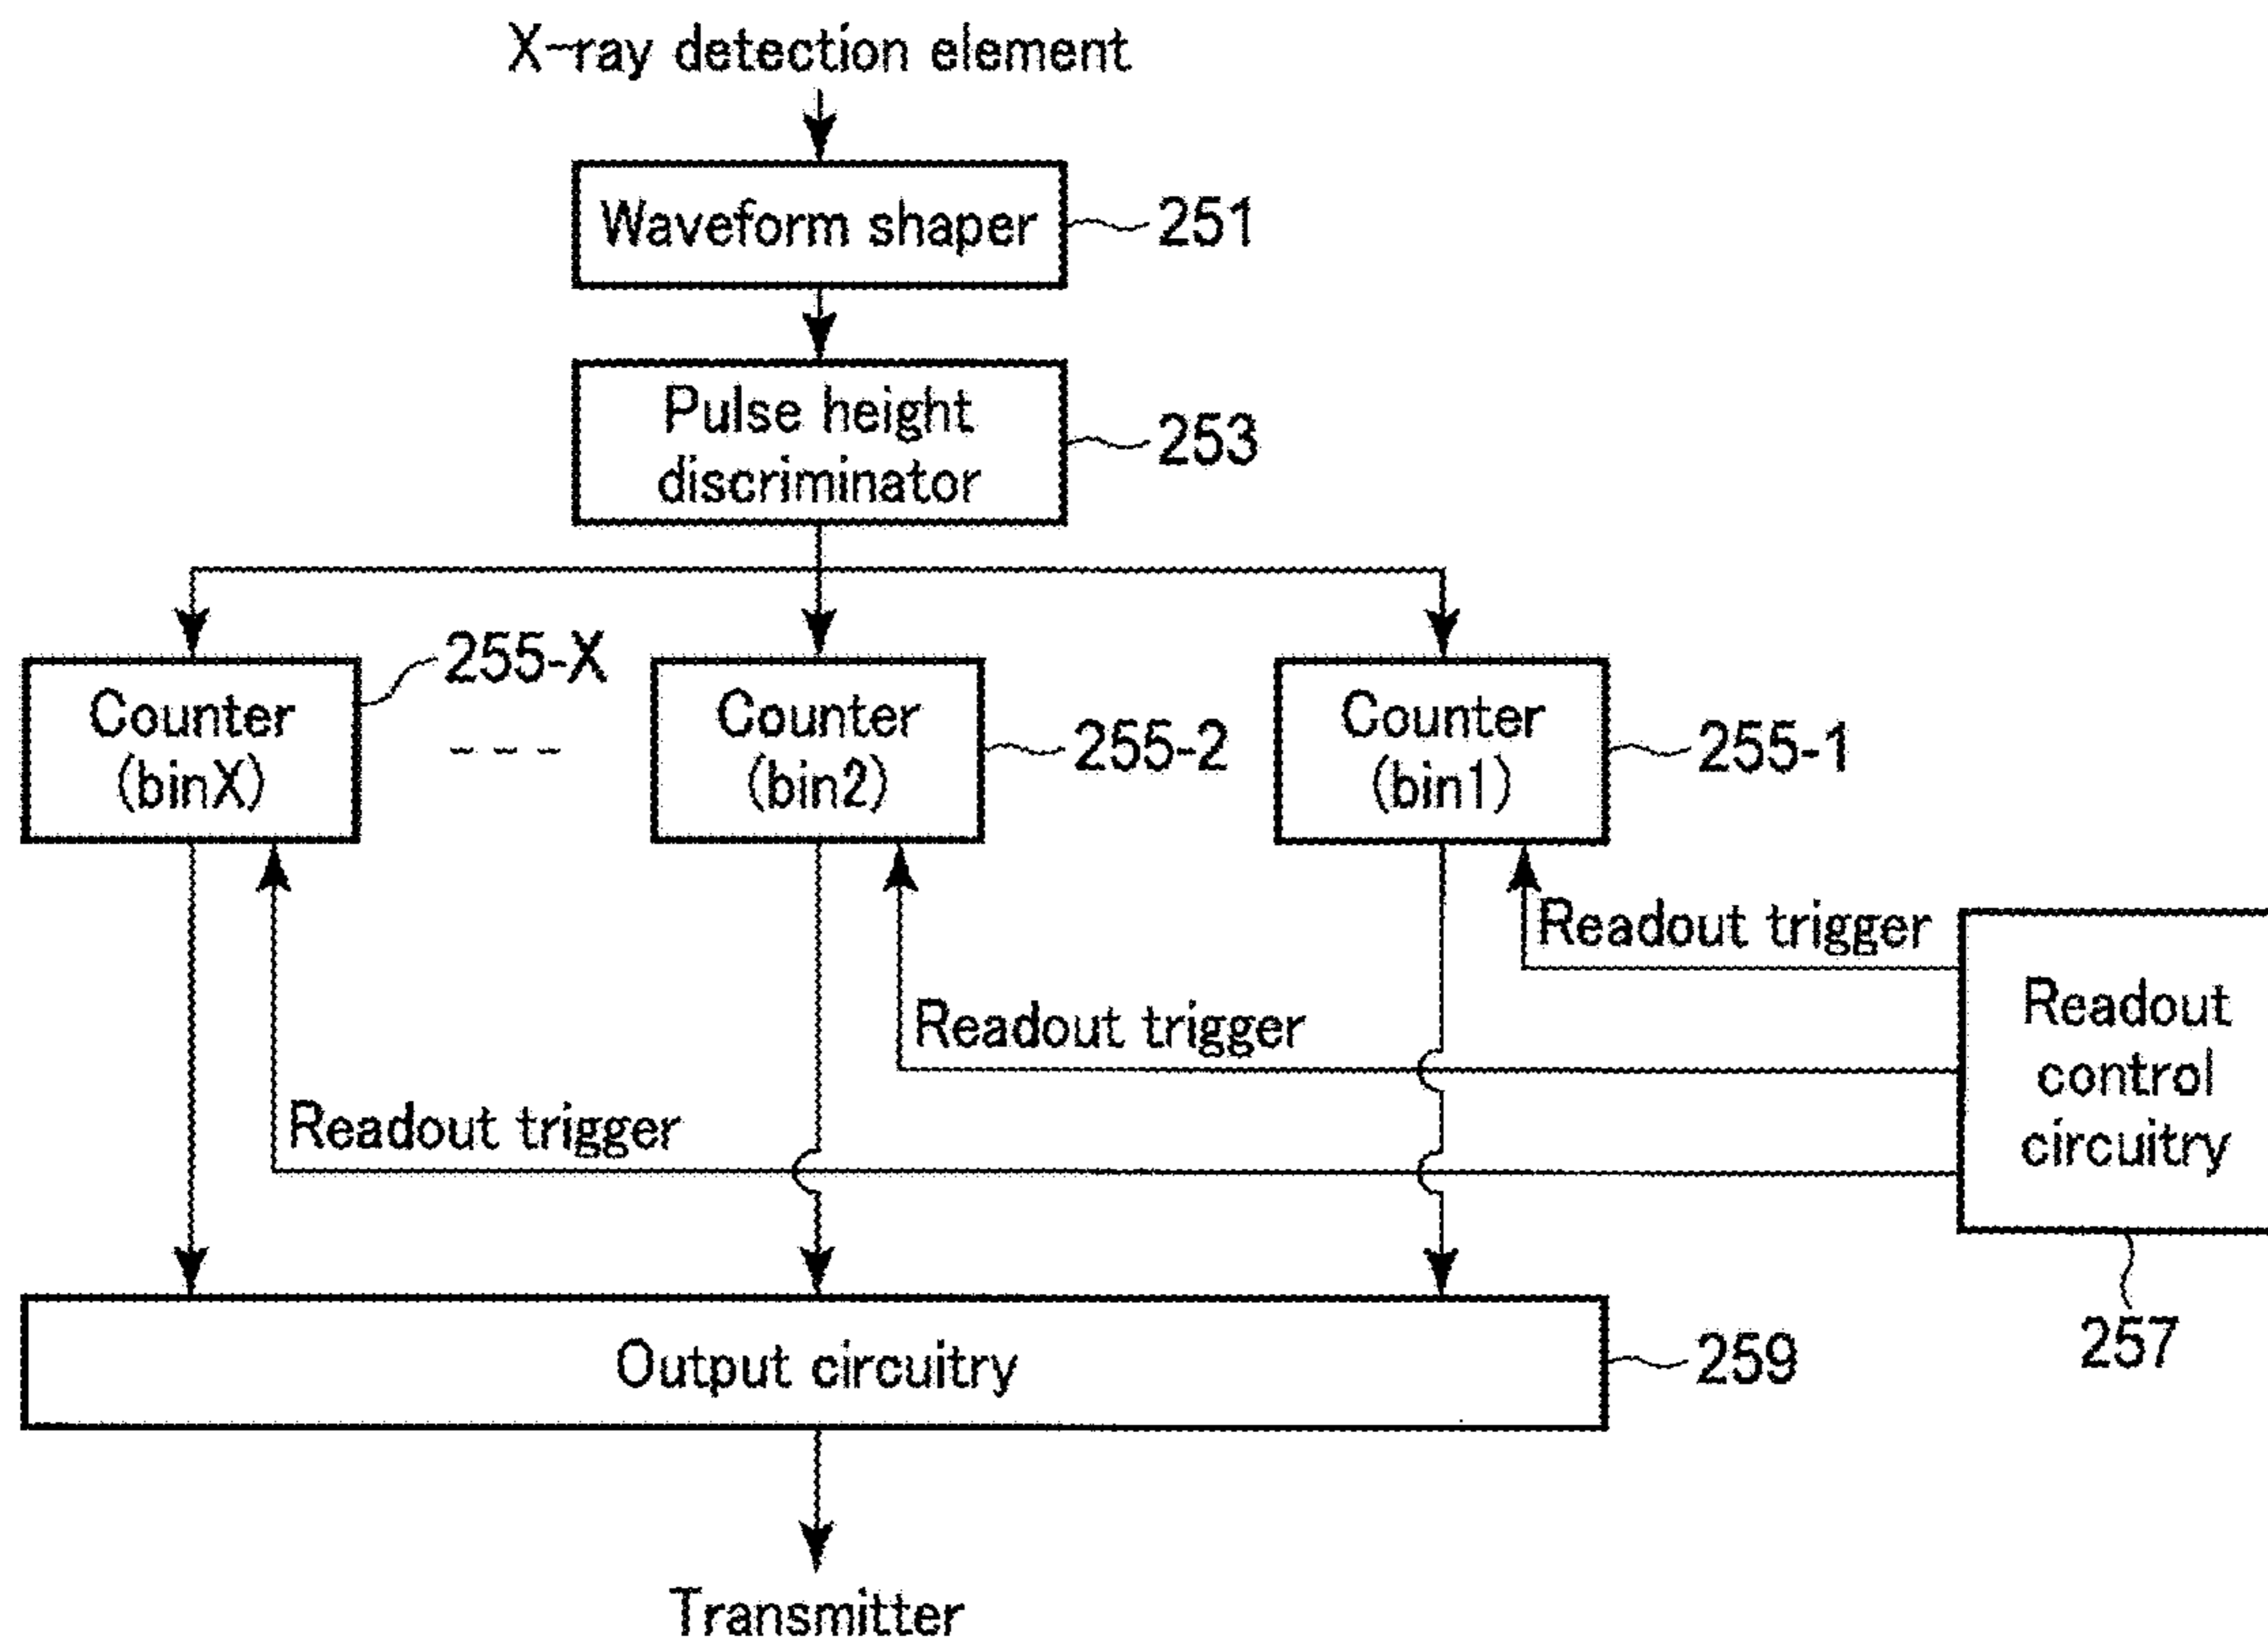 X-ray detection element
Waveform shaper
251
Pulse height
discriminator
253
255-X
Counter
(binX)
Counter
(bin2)
255-2
Counter
(bin1)
255-1
Readout trigger
Readout trigger
Readout trigger
Readout
control
circuitry
257
Output circuitry
259
Transmitter